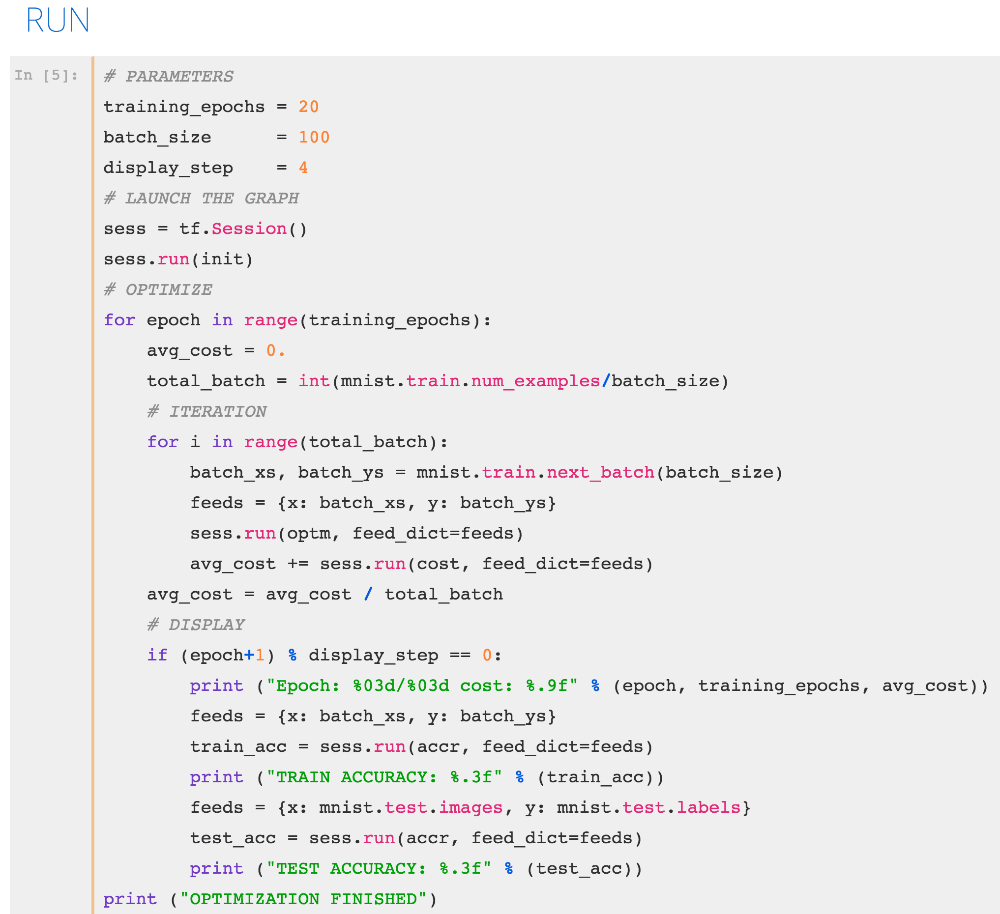 RUN
In [5]:
# PARAMETERS
training_epochs = 20
batch_size      = 100
display_step    = 4
# LAUNCH THE GRAPH
sess = tf.Session()
sess.run(init)
# OPTIMIZE
for epoch in range(training_epochs):
    avg_cost = 0.
    total_batch = int(mnist.train.num_examples/batch_size)
    # ITERATION
    for i in range(total_batch):
        batch_xs, batch_ys = mnist.train.next_batch(batch_size)
        feeds = {x: batch_xs, y: batch_ys}
        sess.run(optm, feed_dict=feeds)
        avg_cost += sess.run(cost, feed_dict=feeds)
    avg_cost = avg_cost / total_batch
    # DISPLAY
    if (epoch+1) % display_step == 0:
        print ("Epoch: %03d/%03d cost: %.9f" % (epoch, training_epochs, avg_cost))
        feeds = {x: batch_xs, y: batch_ys}
        train_acc = sess.run(accr, feed_dict=feeds)
        print ("TRAIN ACCURACY: %.3f" % (train_acc))
        feeds = {x: mnist.test.images, y: mnist.test.labels}
        test_acc = sess.run(accr, feed_dict=feeds)
        print ("TEST ACCURACY: %.3f" % (test_acc))
print ("OPTIMIZATION FINISHED")